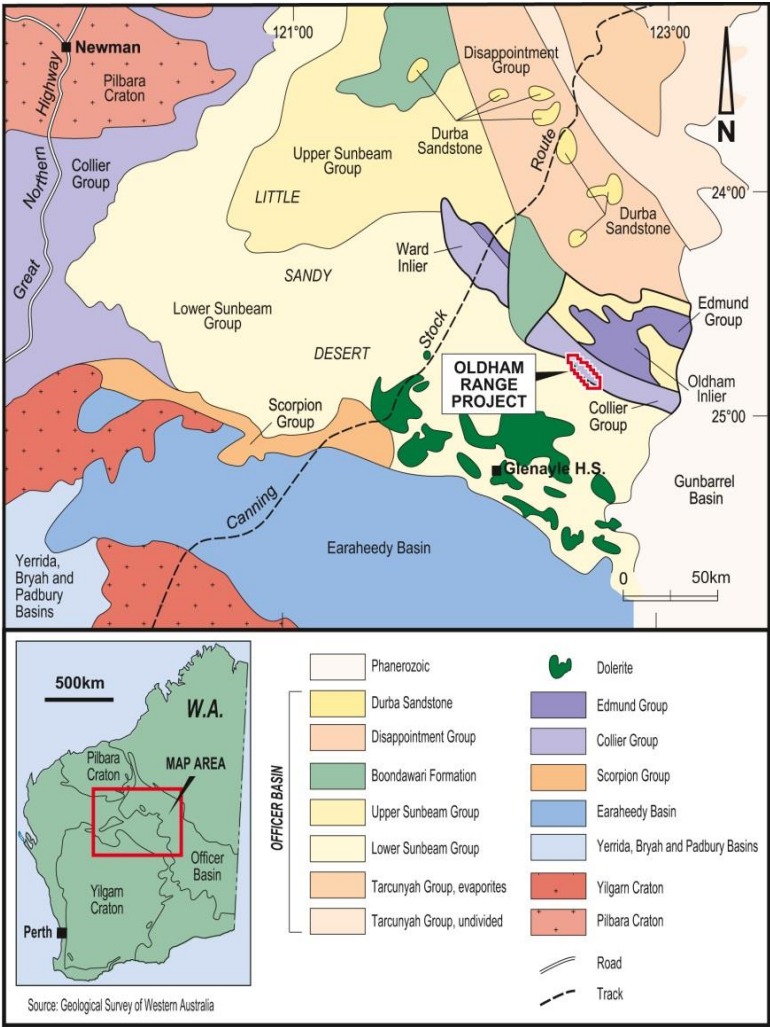 121°00
123°00
Newman
Highway
Pilbara
Craton
Disappointment
Group
N
Durba
Sandstone
Route
Collier
Group
Northern
Upper Sunbeam
Group
LITTLE
24°00
Durba
Sandstone
Ward
Inlier
Great
SANDY
Lower Sunbeam
Group
Edmund
Group
Stock
DESERT
OLDHAM
RANGE
PROJECT
Oldham
Inlier
Scorpion
Group
Collier
Group
25°00
Glenayle H.S.
Gunbarrel
Basin
Canning
Earaheedy Basin
Yerrida,
Bryah and
Padbury
Basins
0 50km
500km
W.A.
Pilbara
Craton
MAP AREA
Officer
Basin
Yilgarn
Craton
Perth
Source: Geological Survey of Western Australia
OFFICER BASIN
Phanerozoic
Durba Sandstone
Disappointment Group
Boondawari Formation
Upper Sunbeam Group
Lower Sunbeam Group
Tarcunyah Group, evaporites
Tarcunyah Group, undivided
Dolerite
Edmund Group
Collier Group
Scorpion Group
Earaheedy Basin
Yerrida, Bryah and Padbury Basins
Yilgarn Craton
Pilbara Craton
Road
Track